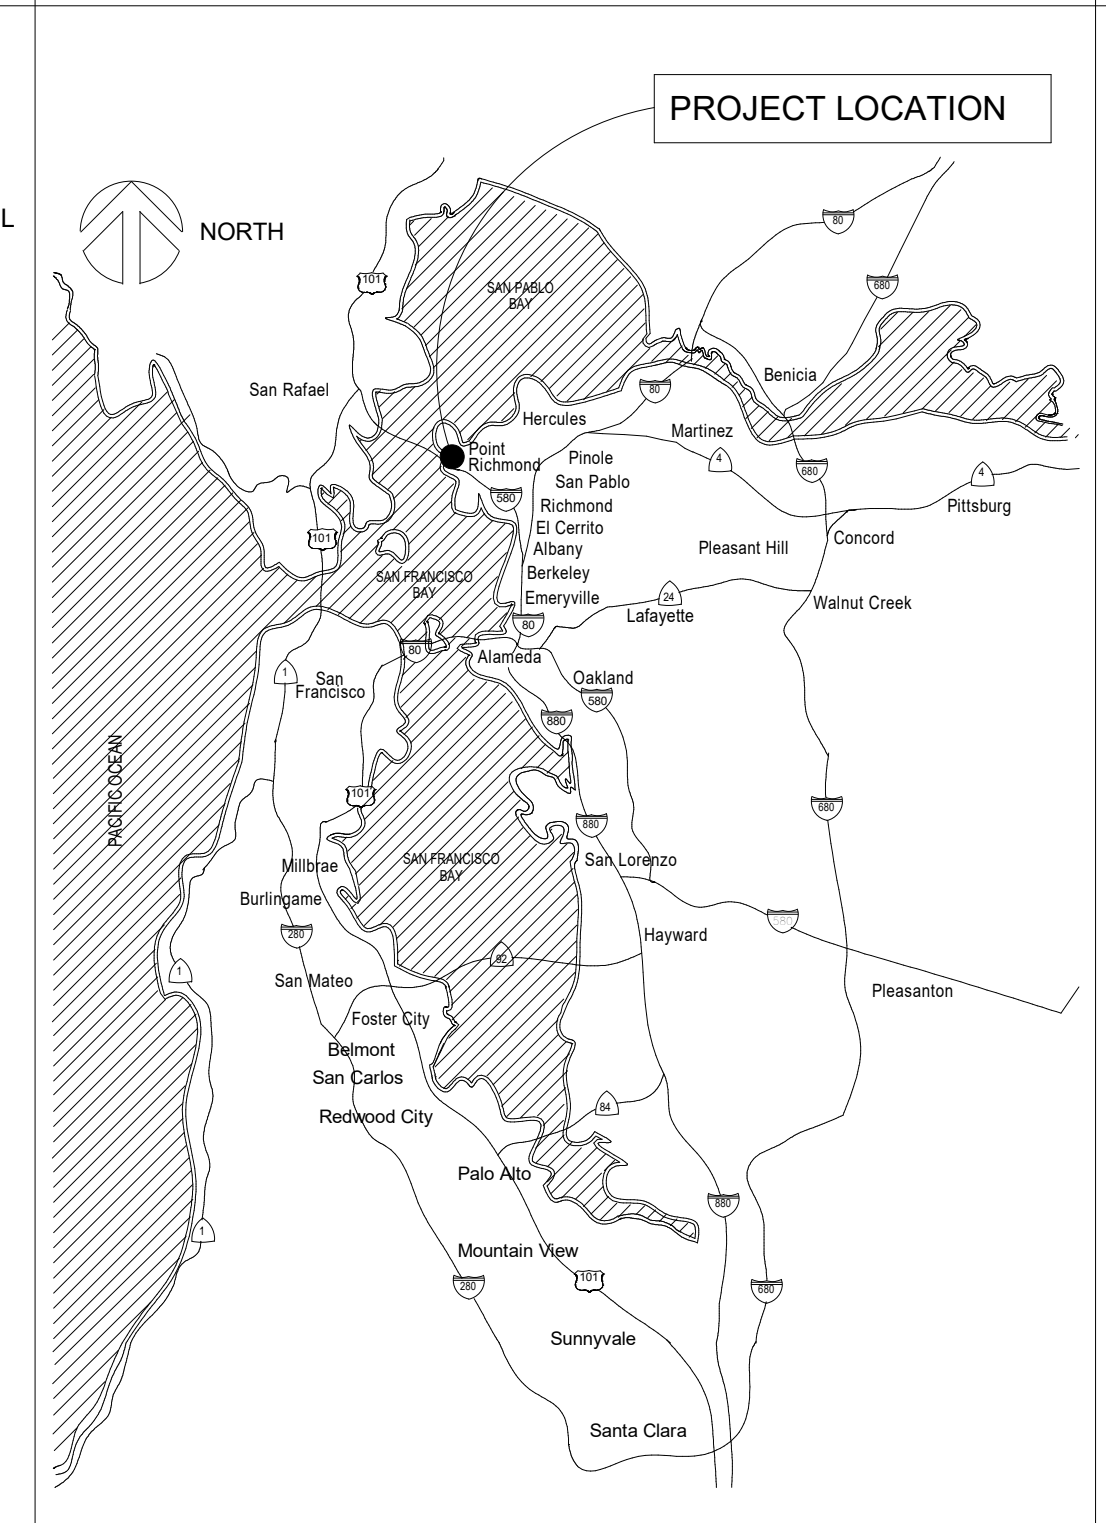 PROJECT LOCATION
L
NORTH
80
101
680
SAN PABLO
BAY
Benicia
San Rafael
80
Hercules
Martinez
Point
Richmond
Pinole
4
680
4
San Pablo
580
Richmond
Pittsburg
El Cerrito
101
Concord
Albany
Pleasant Hill
SAN FRANCISCO
BAY
Berkeley
Emeryville
24
Walnut Creek
Lafayette
80
80
Alameda
1
San
Francisco
Oakland
580
880
PACIFIC OCEAN
101
680
880
Millbrae
SAN FRANCISCO
BAY
San Lorenzo
Burlingame
580
280
Hayward
92
1
San Mateo
Pleasanton
Foster City
Belmont
San Carlos
84
Redwood City
Palo Alto
880
1
Mountain View
101
280
680
Sunnyvale
Santa Clara